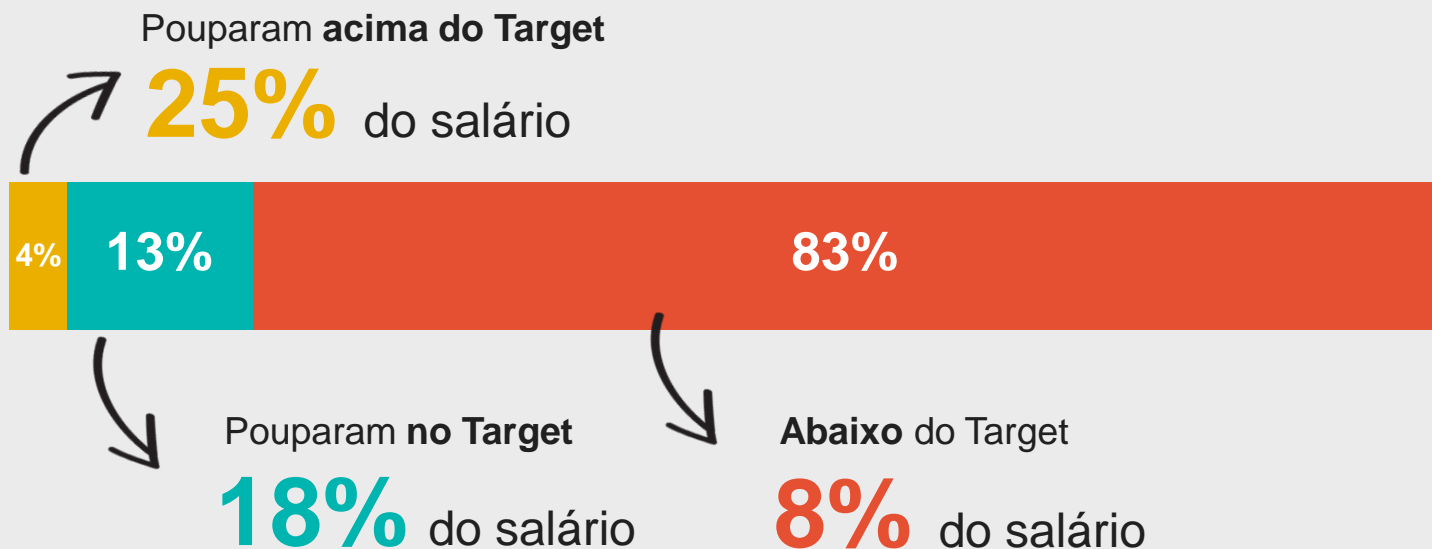 Pouparam acima do Target
25% do salário
4% 13% 83%
Pouparam no Target
18% do salário
Abaixo do Target
8% do salário